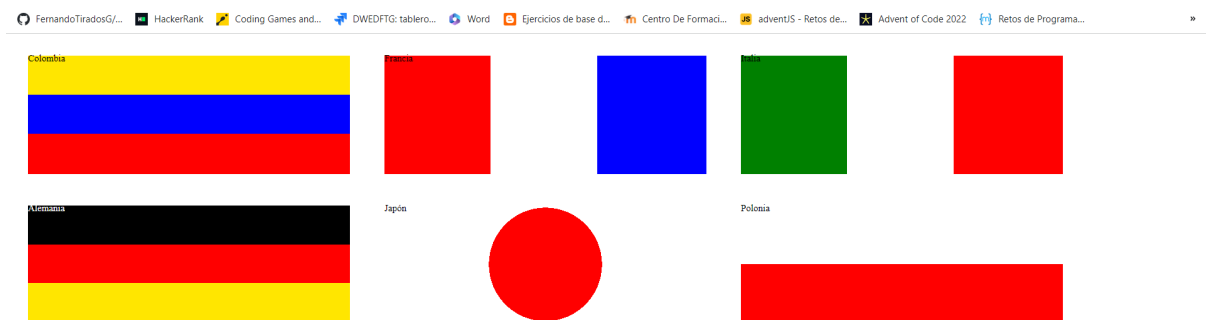 FernandoTiradosG/... HackerRank Coding Games and... DWEDFTG: tablero... Word Ejercicios de base d... Centro De Formaci... JS adventJS - Retos de... Advent of Code 2022 {m} Retos de Programa... »
Colombia Francia Italia
Alemania Japón Polonia